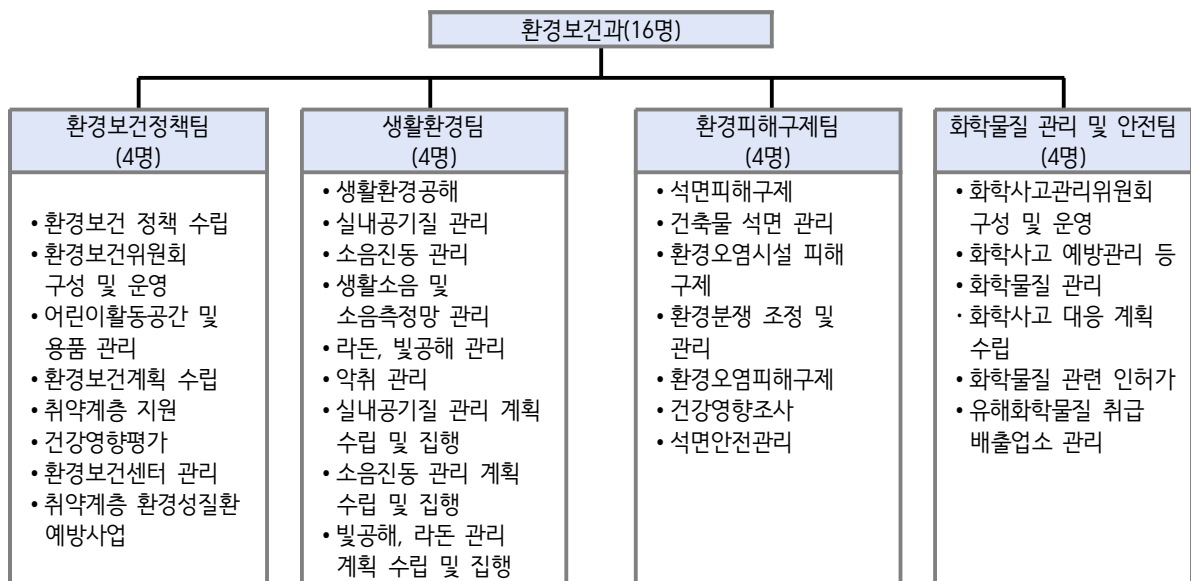 환경보건과(16명)
환경보건정책팀
(4명)
• 환경보건 정책 수립
• 환경보건위원회
구성 및 운영
• 어린이활동공간 및
용품 관리
• 환경보건계획 수립
• 취약계층 지원
• 건강영향평가
• 환경보건센터 관리
• 취약계층 환경성질환
예방사업
생활환경팀
(4명)
• 생활환경공해
• 실내공기질 관리
• 소음진동 관리
• 생활소음 및
소음측정망 관리
• 라돈, 빛공해 관리
• 악취 관리
• 실내공기질 관리 계획
수립 및 집행
• 소음진동 관리 계획
수립 및 집행
• 빛공해, 라돈 관리
계획 수립 및 집행
환경피해구제팀
(4명)
• 석면피해구제
• 건축물 석면 관리
• 환경오염시설 피해
구제
• 환경분쟁 조정 및
관리
• 환경오염피해구제
• 건강영향조사
• 석면안전관리
화학물질 관리 및 안전팀
(4명)
• 화학사고관리위원회
구성 및 운영
• 화학사고 예방관리 등
• 화학물질 관리
· 화학사고 대응 계획
수립
• 화학물질 관련 인허가
• 유해화학물질 취급
배출업소 관리